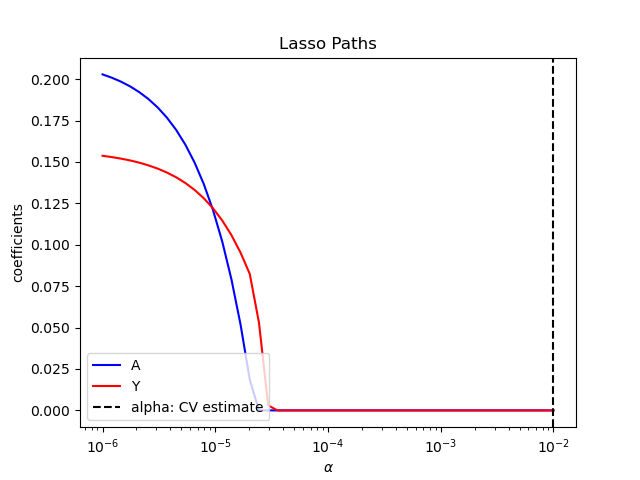 Lasso Paths
coefficients
0.200
0.175
0.150
0.125
0.100
0.075
0.050
0.025
0.000
A
Y
alpha: CV estimate
10⁻⁶
10⁻⁵
10⁻⁴
10⁻³
10⁻²
α